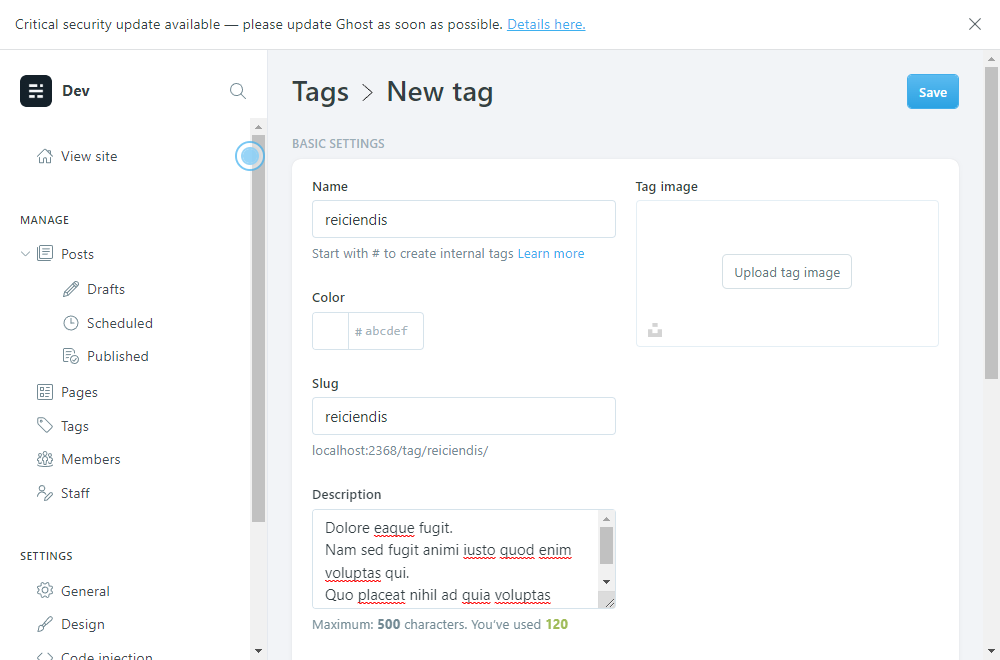 Critical security update available — please update Ghost as soon as possible. Details here.
Dev
View site
MANAGE
Posts
Drafts
Scheduled
Published
Pages
Tags
Members
Staff
SETTINGS
General
Design
Code injection
Tags > New tag
Save
BASIC SETTINGS
Name
reiciendis
Start with # to create internal tags Learn more
Color
# abcdef
Slug
reiciendis
localhost:2368/tag/reiciendis/
Description
Dolore eaque fugit.
Nam sed fugit animi iusto quod enim
voluptas qui.
Quo placeat nihil ad quia voluptas
Maximum: 500 characters. You've used 120
Tag image
Upload tag image